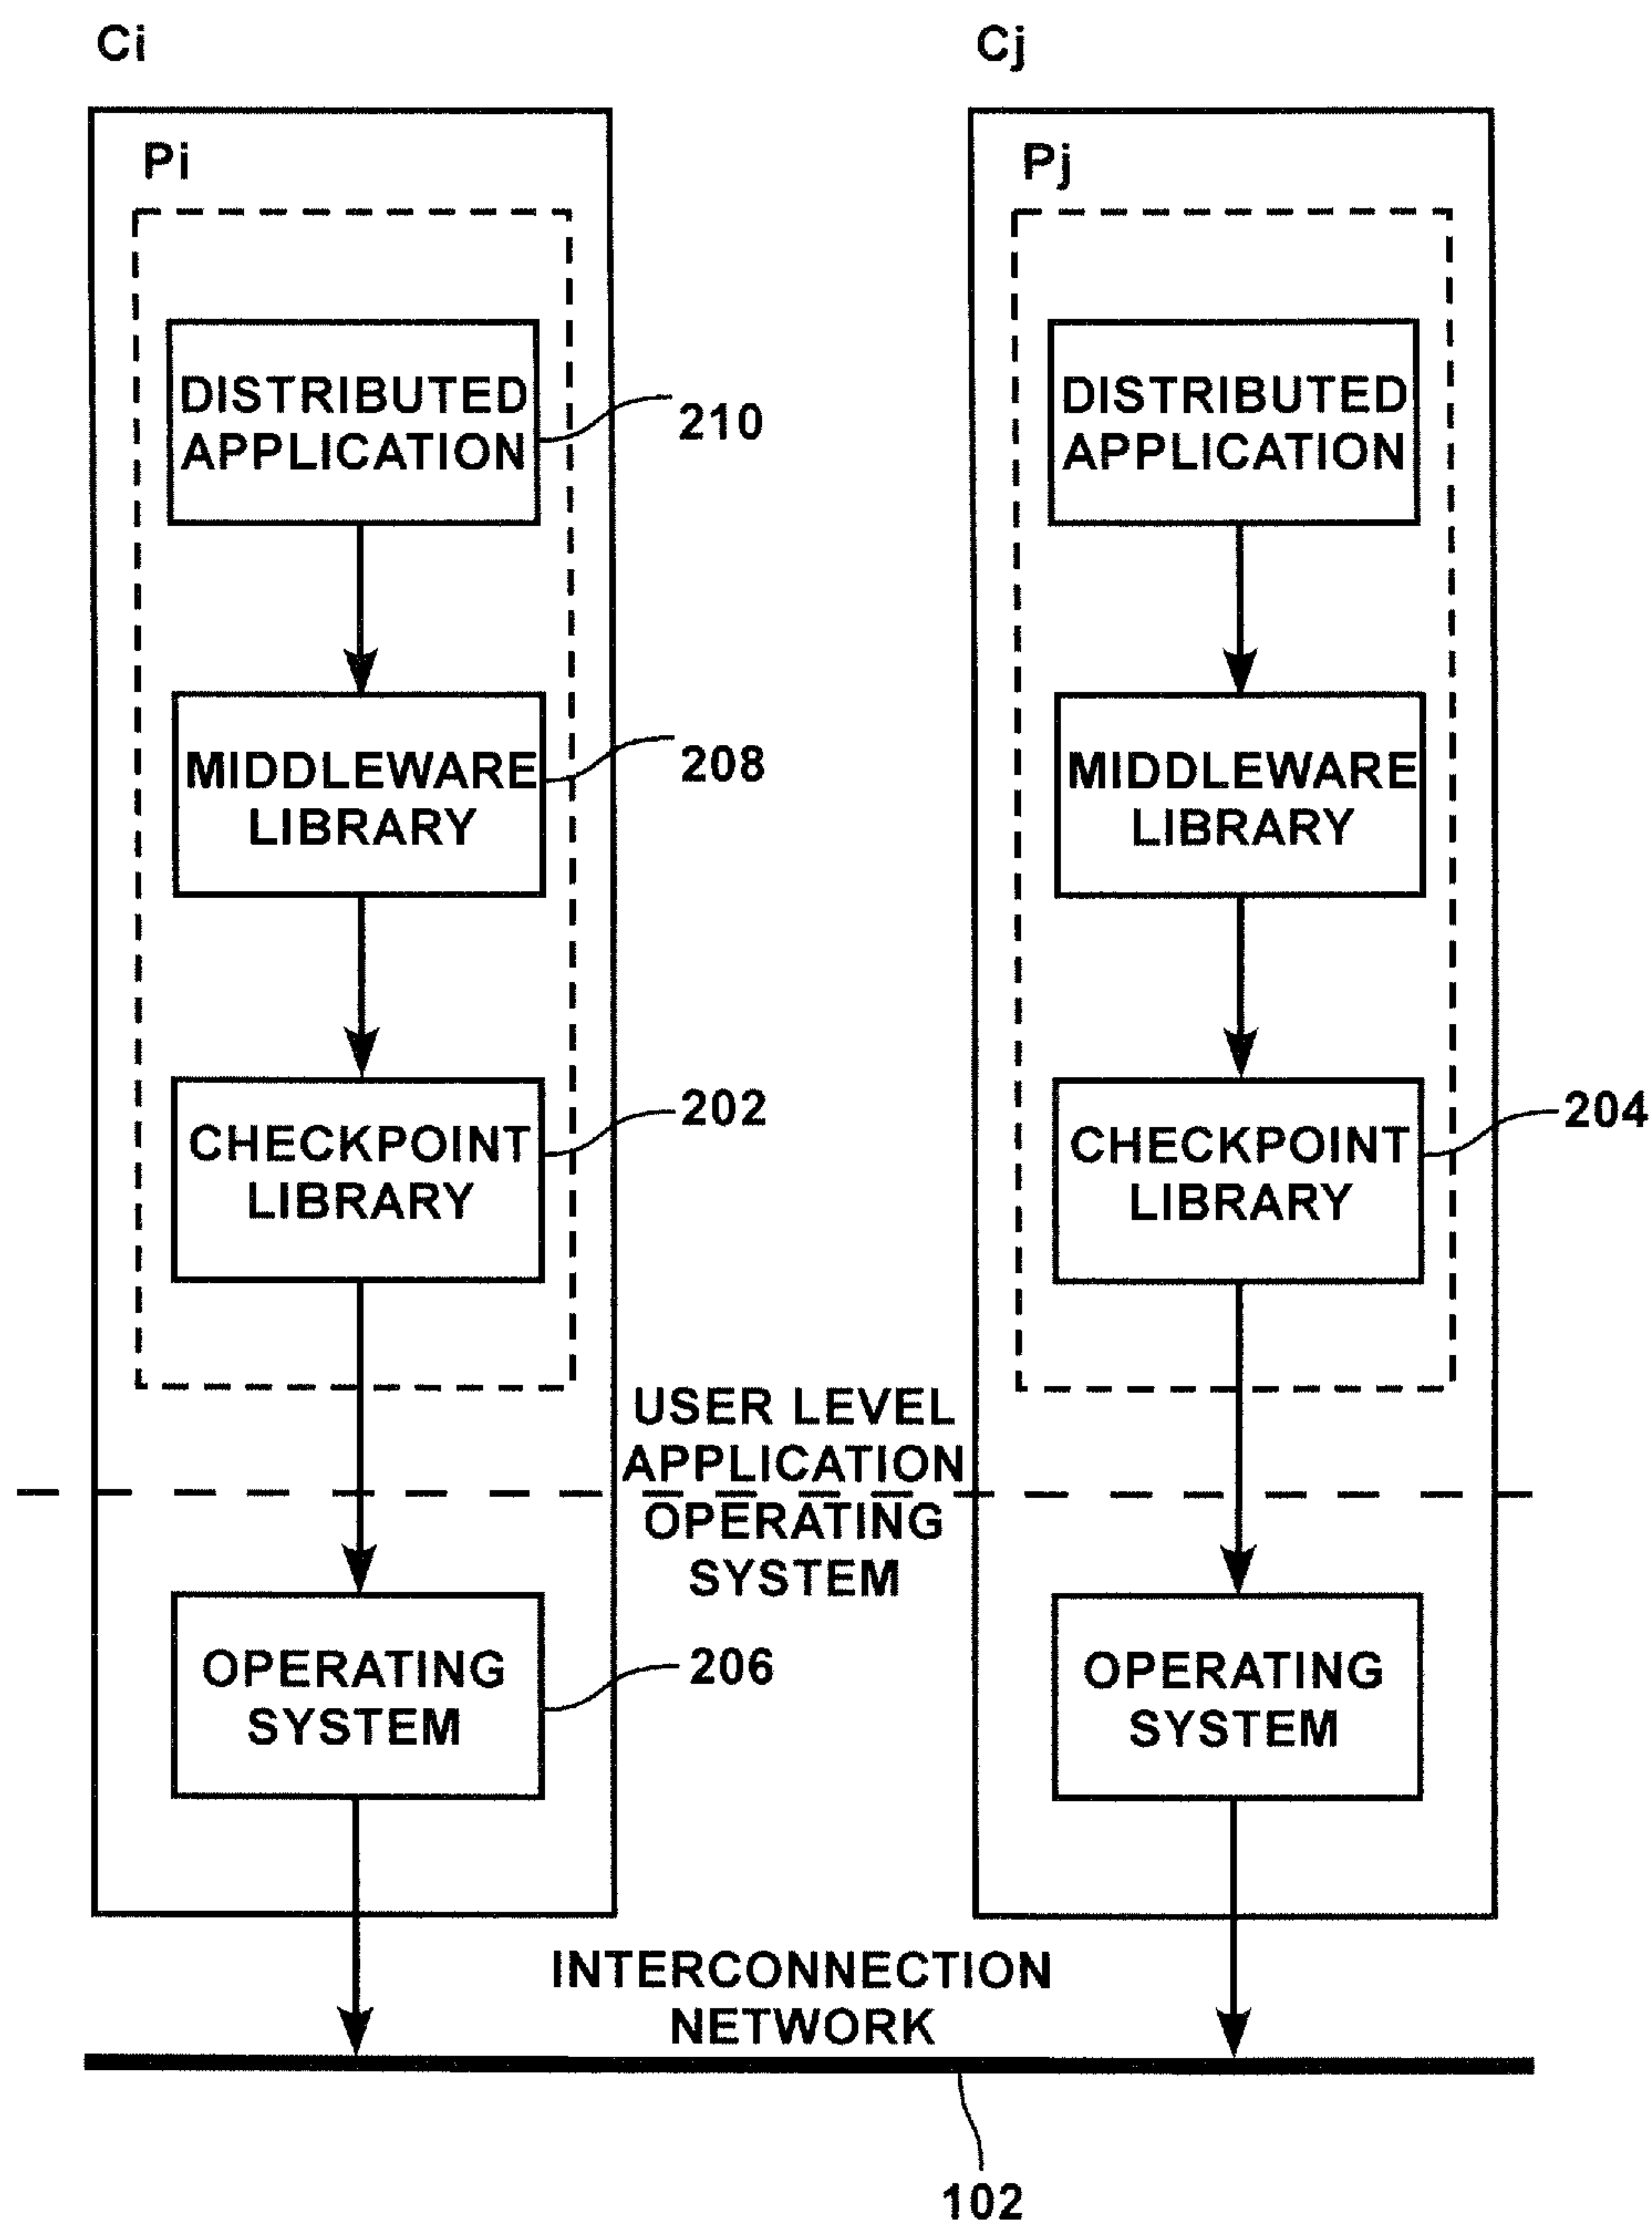 Ci
Cj
Pi
Pj
DISTRIBUTED
APPLICATION
210
DISTRIBUTED
APPLICATION
MIDDLEWARE
LIBRARY
208
MIDDLEWARE
LIBRARY
CHECKPOINT
LIBRARY
202
CHECKPOINT
LIBRARY
204
USER LEVEL
APPLICATION
OPERATING
SYSTEM
OPERATING
SYSTEM
206
OPERATING
SYSTEM
INTERCONNECTION
NETWORK
102